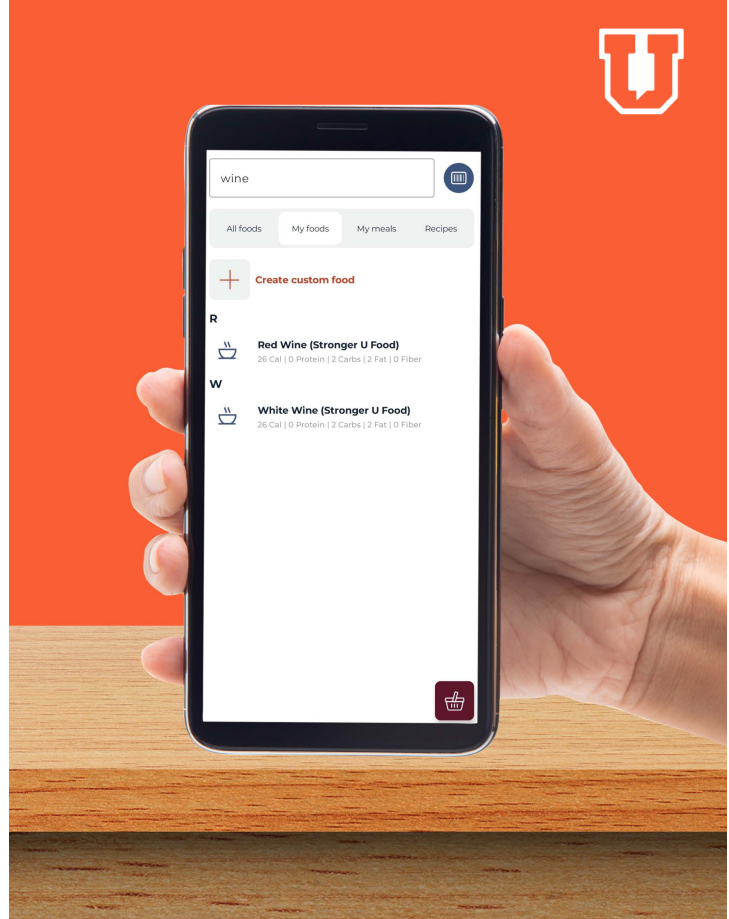 U
wine
All foods My foods My meals Recipes
Create custom food
R
Red Wine (Stronger U Food)
26 Cal | 0 Protein | 2 Carbs | 2 Fat | 0 Fiber
W
White Wine (Stronger U Food)
26 Cal | 0 Protein | 2 Carbs | 2 Fat | 0 Fiber